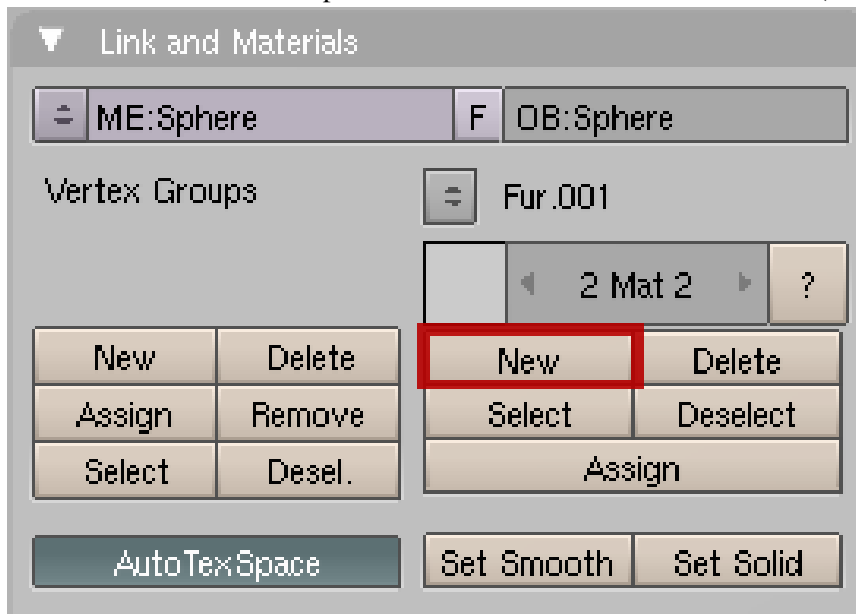 Link and Materials
ME:Sphere F OB:Sphere
Vertex Groups Fur.001
2 Mat 2 ?
New Delete New Delete
Assign Remove Select Deselect
Select Desel. Assign
AutoTexSpace Set Smooth Set Solid